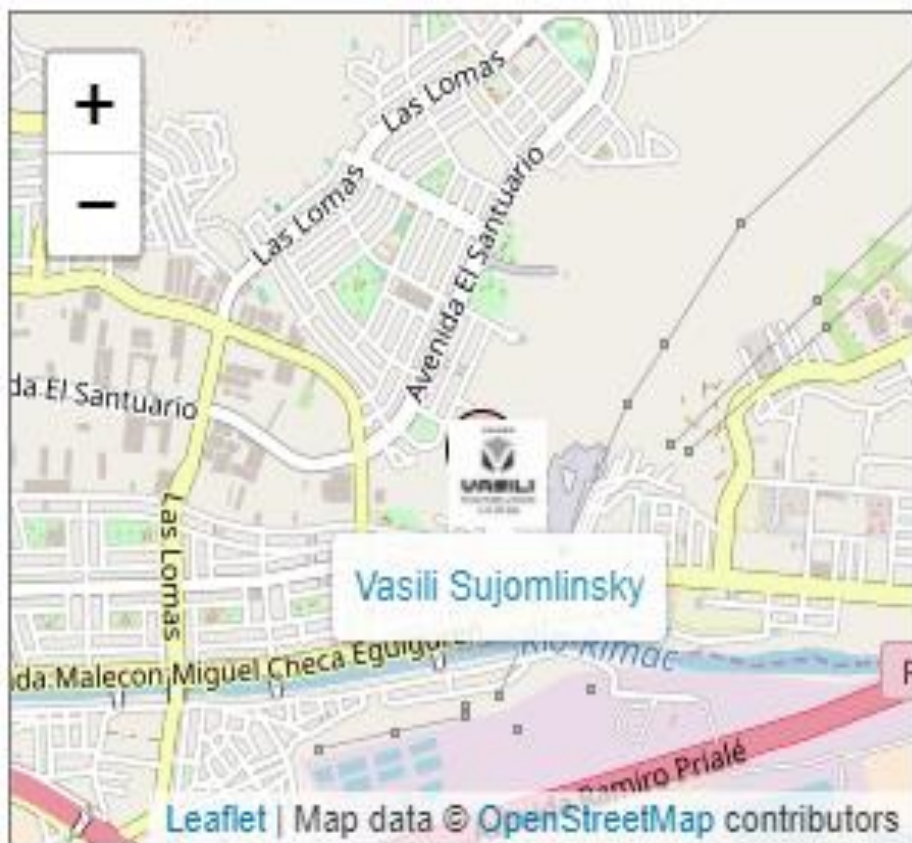 +
Las Lomas
−
Las Lomas
Avenida El Santuario
da El Santuario
VASILI
Las Lomas
Vasili Sujomlinsky
Río Rímac
da Malecon Miguel Checa Eguiguren
R
Ramiro Prialé
Leaflet | Map data © OpenStreetMap contributors